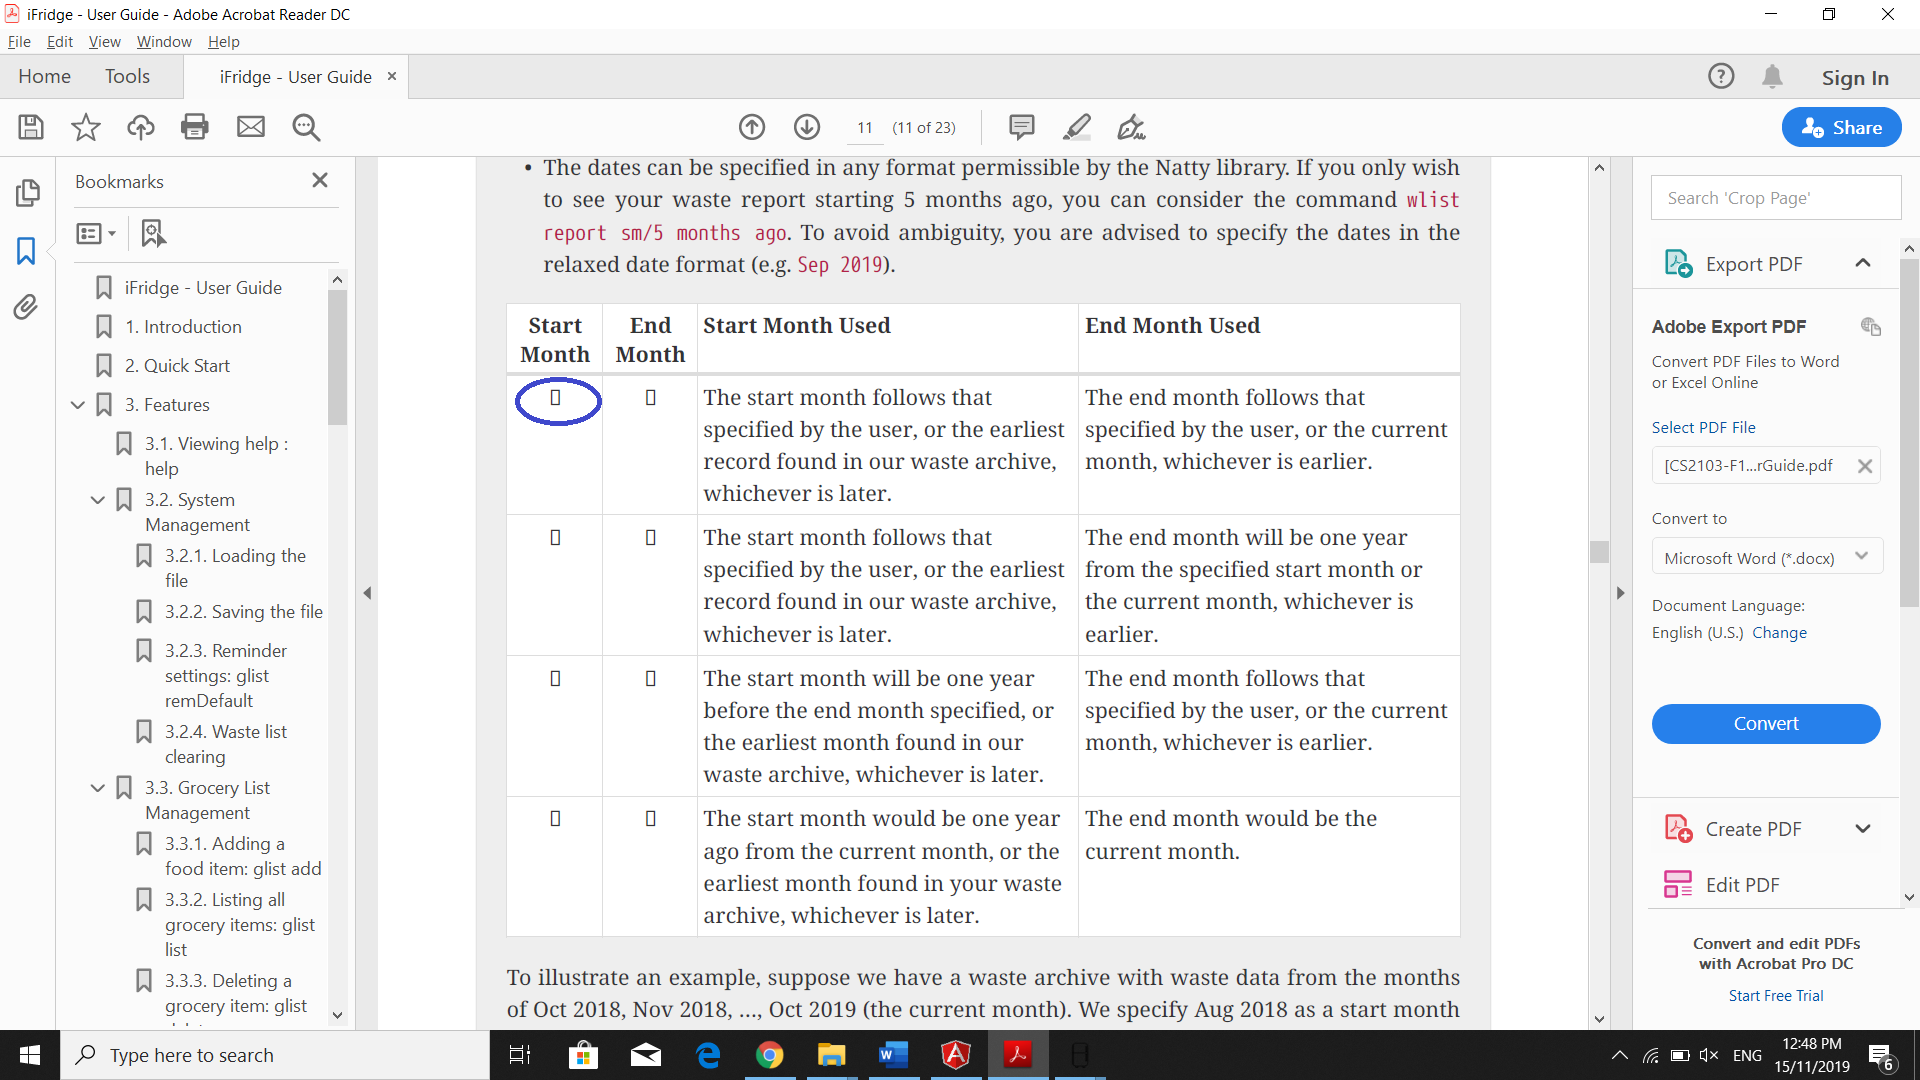 iFridge - User Guide - Adobe Acrobat Reader DC
File Edit View Window Help
Home Tools iFridge - User Guide × Sign In
11 (11 of 23) Share
Bookmarks
iFridge - User Guide
1. Introduction
2. Quick Start
3. Features
3.1. Viewing help :
help
3.2. System
Management
3.2.1. Loading the
file
3.2.2. Saving the file
3.2.3. Reminder
settings: glist
remDefault
3.2.4. Waste list
clearing
3.3. Grocery List
Management
3.3.1. Adding a
food item: glist add
3.3.2. Listing all
grocery items: glist
list
3.3.3. Deleting a
grocery item: glist
• The dates can be specified in any format permissible by the Natty library. If you only wish
to see your waste report starting 5 months ago, you can consider the command wlist
report sm/5 months ago. To avoid ambiguity, you are advised to specify the dates in the
relaxed date format (e.g. Sep 2019).
Start
Month
End
Month
Start Month Used
End Month Used
The start month follows that
specified by the user, or the earliest
record found in our waste archive,
whichever is later.
The end month follows that
specified by the user, or the current
month, whichever is earlier.
The start month follows that
specified by the user, or the earliest
record found in our waste archive,
whichever is later.
The end month will be one year
from the specified start month or
the current month, whichever is
earlier.
The start month will be one year
before the end month specified, or
the earliest month found in our
waste archive, whichever is later.
The end month follows that
specified by the user, or the current
month, whichever is earlier.
The start month would be one year
ago from the current month, or the
earliest month found in your waste
archive, whichever is later.
The end month would be the
current month.
To illustrate an example, suppose we have a waste archive with waste data from the months
of Oct 2018, Nov 2018, ..., Oct 2019 (the current month). We specify Aug 2018 as a start month
Search 'Crop Page'
Export PDF
Adobe Export PDF
Convert PDF Files to Word
or Excel Online
Select PDF File
[CS2103-F1...rGuide.pdf
Convert to
Microsoft Word (*.docx)
Document Language:
English (U.S.) Change
Convert
Create PDF
Edit PDF
Convert and edit PDFs
with Acrobat Pro DC
Start Free Trial
Type here to search
ENG
12:48 PM
15/11/2019
6